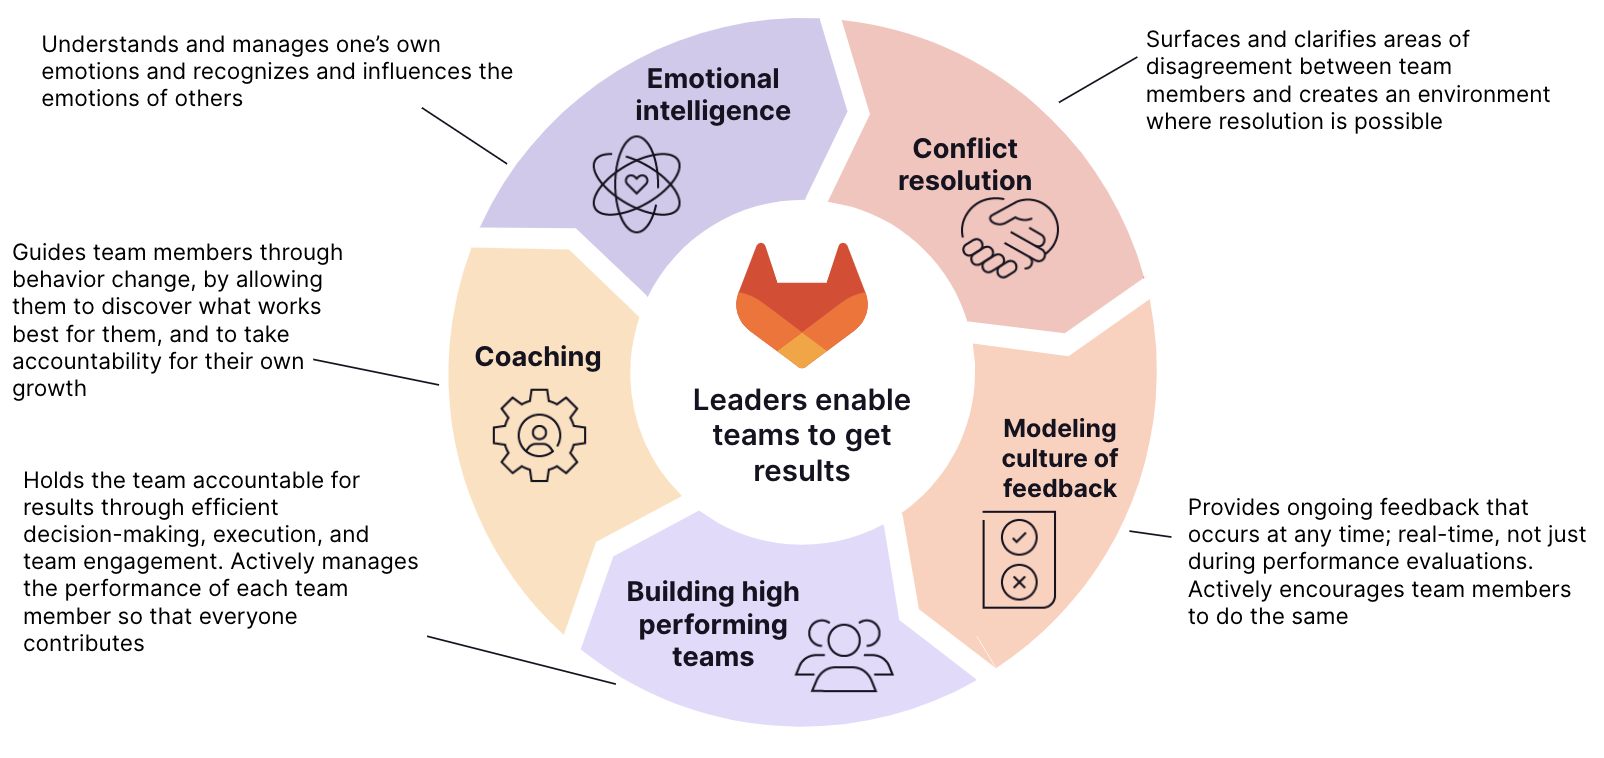 Understands and manages one’s own
emotions and recognizes and influences the
emotions of others
Emotional
intelligence
Surfaces and clarifies areas of
disagreement between team
members and creates an environment
where resolution is possible
Conflict
resolution
Guides team members through
behavior change, by allowing
them to discover what works
best for them, and to take
accountability for their own
growth
Coaching
Leaders enable
teams to get
results
Modeling
culture of
feedback
Provides ongoing feedback that
occurs at any time; real-time, not just
during performance evaluations.
Actively encourages team members
to do the same
Holds the team accountable for
results through efficient
decision-making, execution, and
team engagement. Actively manages
the performance of each team
member so that everyone
contributes
Building high
performing
teams